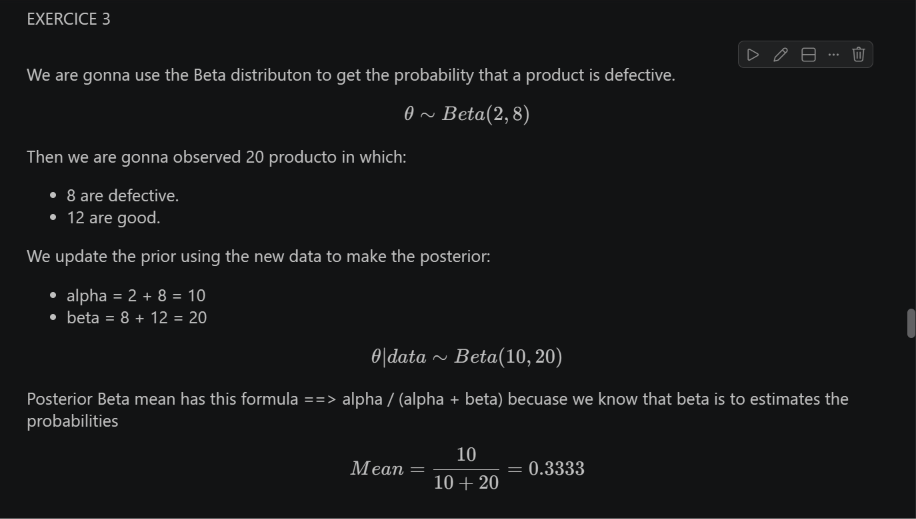 EXERCICE 3
We are gonna use the Beta distributon to get the probability that a product is defective.
θ ∼ Beta(2, 8)
Then we are gonna observed 20 producto in which:
• 8 are defective.
• 12 are good.
We update the prior using the new data to make the posterior:
• alpha = 2 + 8 = 10
• beta = 8 + 12 = 20
θ|data ∼ Beta(10, 20)
Posterior Beta mean has this formula ==> alpha / (alpha + beta) becuase we know that beta is to estimates the
probabilities
Mean = 10 / (10 + 20) = 0.3333